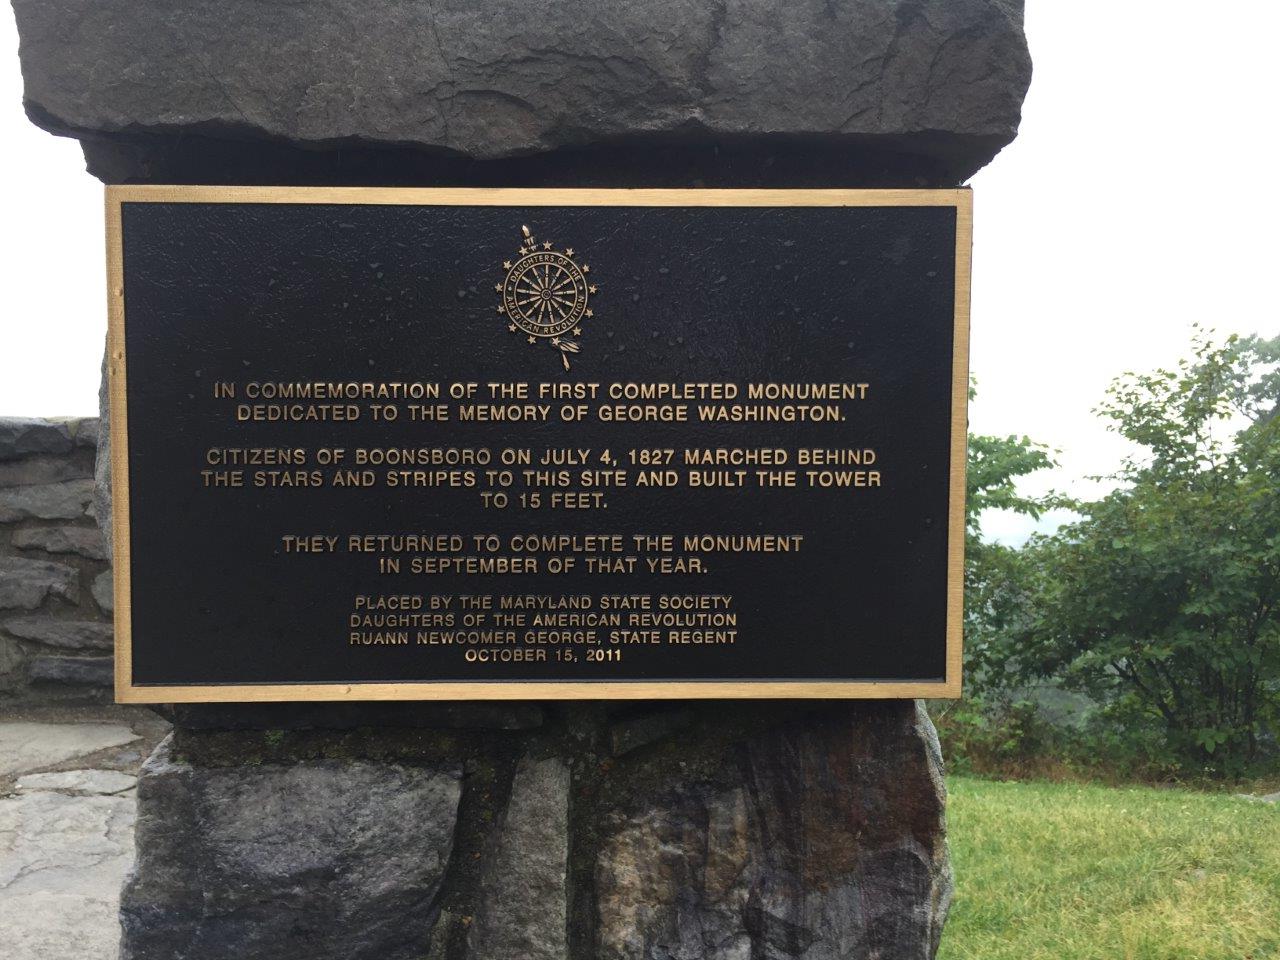 DAUGHTERS OF THE
AMERICAN REVOLUTION
IN COMMEMORATION OF THE FIRST COMPLETED MONUMENT
DEDICATED TO THE MEMORY OF GEORGE WASHINGTON.
CITIZENS OF BOONSBORO ON JULY 4, 1827 MARCHED BEHIND
THE STARS AND STRIPES TO THIS SITE AND BUILT THE TOWER
TO 15 FEET.
THEY RETURNED TO COMPLETE THE MONUMENT
IN SEPTEMBER OF THAT YEAR.
PLACED BY THE MARYLAND STATE SOCIETY
DAUGHTERS OF THE AMERICAN REVOLUTION
RUANN NEWCOMER GEORGE, STATE REGENT
OCTOBER 15, 2011